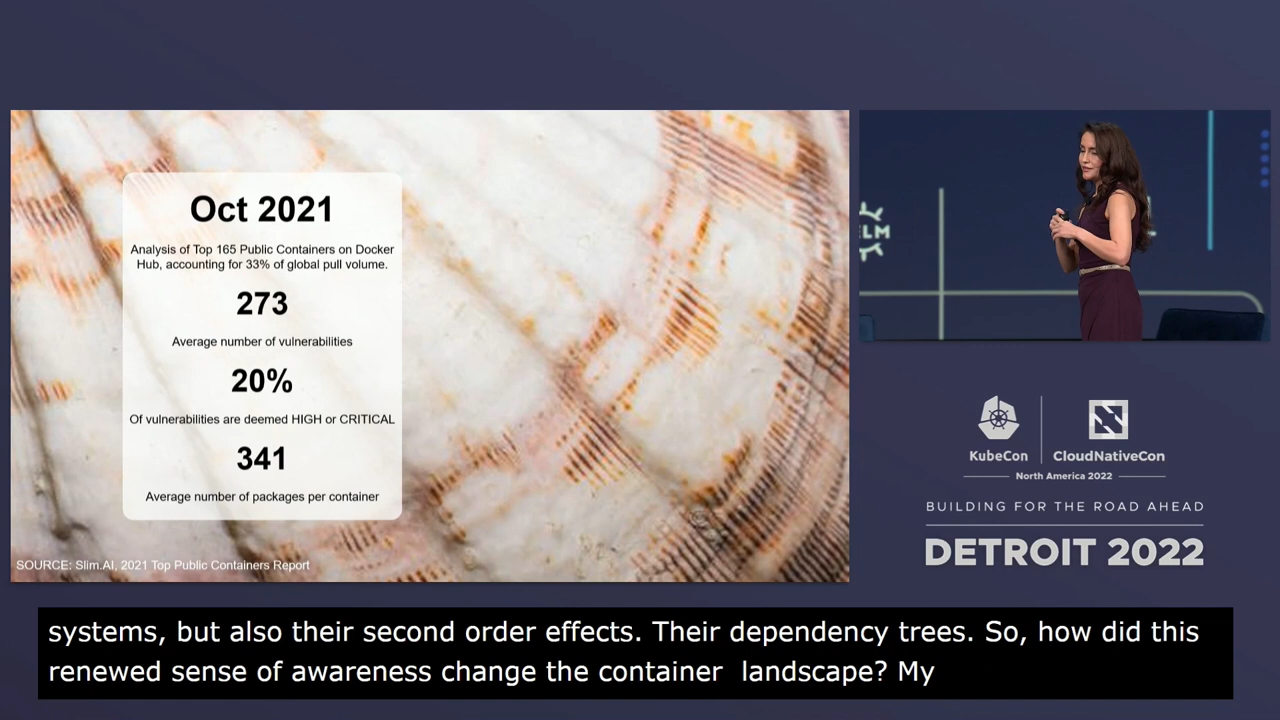 Oct 2021
Analysis of Top 165 Public Containers on Docker
Hub, accounting for 33% of global pull volume.
273
Average number of vulnerabilities
20%
Of vulnerabilities are deemed HIGH or CRITICAL
341
Average number of packages per container
SOURCE: Slim.AI, 2021 Top Public Containers Report
LM
KubeCon
CloudNativeCon
North America 2022
BUILDING FOR THE ROAD AHEAD
DETROIT 2022
systems, but also their second order effects. Their dependency trees. So, how did this
renewed sense of awareness change the container  landscape? My